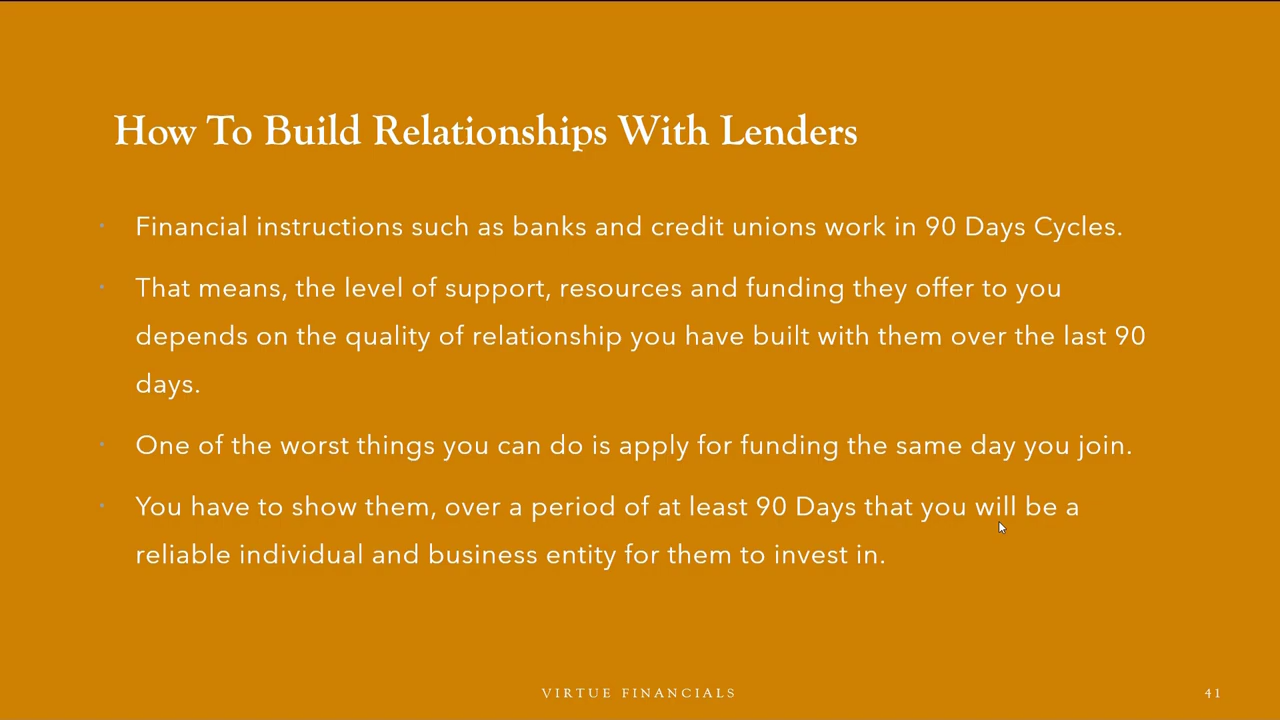 How To Build Relationships With Lenders
· Financial instructions such as banks and credit unions work in 90 Days Cycles.
· That means, the level of support, resources and funding they offer to you
depends on the quality of relationship you have built with them over the last 90
days.
· One of the worst things you can do is apply for funding the same day you join.
· You have to show them, over a period of at least 90 Days that you will be a
reliable individual and business entity for them to invest in.
VIRTUE FINANCIALS
41